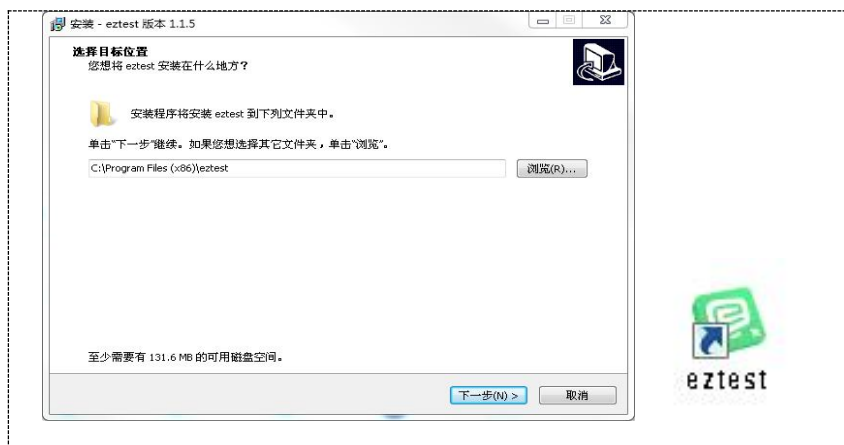 安装 - eztest 版本 1.1.5
选择目标位置
您想将 eztest 安装在什么地方?
安装程序将安装 eztest 到下列文件夹中。
单击“下一步”继续。如果您想选择其它文件夹，单击“浏览”。
C:\Program Files (x86)\eztest
浏览(R)...
至少需要有 131.6 MB 的可用磁盘空间。
下一步(N) >
取消
eztest